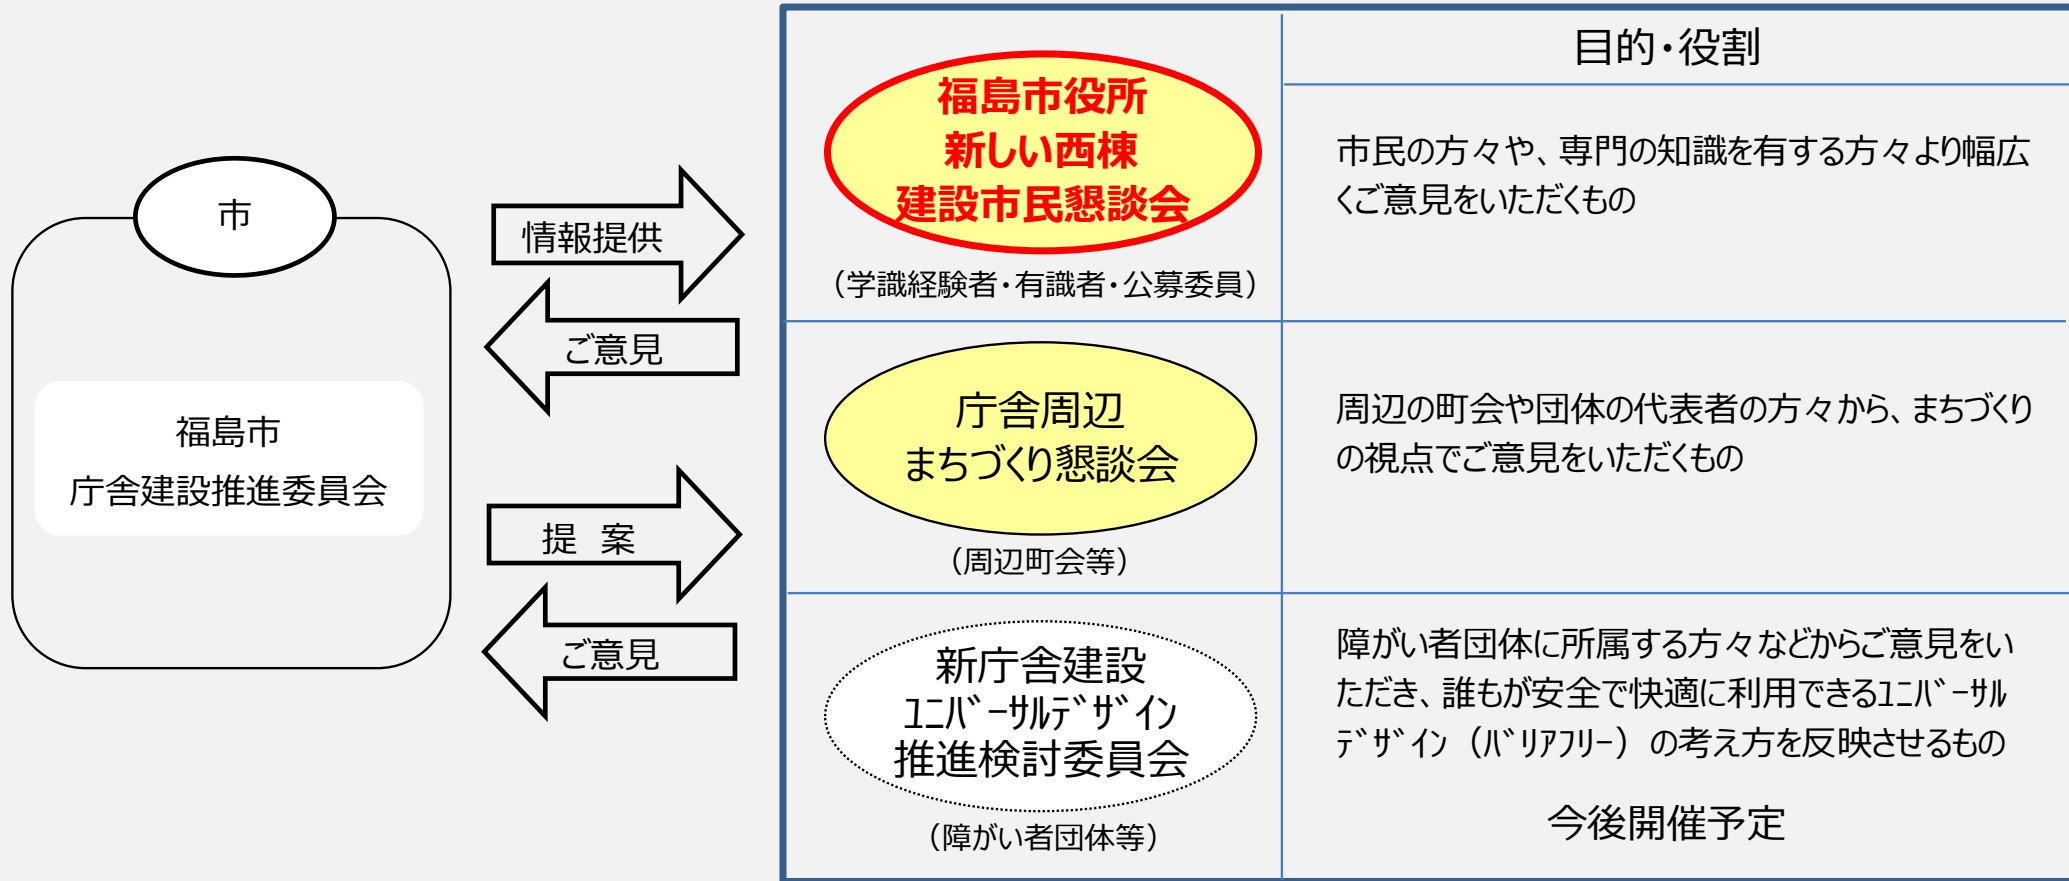 市
福島市
庁舎建設推進委員会
情報提供
ご意見
提　案
ご意見
目的・役割
福島市役所
新しい西棟
建設市民懇談会
（学識経験者・有識者・公募委員）
市民の方々や、専門の知識を有する方々より幅広
くご意見をいただくもの
庁舎周辺
まちづくり懇談会
（周辺町会等）
周辺の町会や団体の代表者の方々から、まちづくり
の視点でご意見をいただくもの
新庁舎建設
ﾕﾆﾊﾞｰｻﾙﾃﾞｻﾞｲﾝ
推進検討委員会
（障がい者団体等）
障がい者団体に所属する方々などからご意見をい
ただき、誰もが安全で快適に利用できるﾕﾆﾊﾞｰｻﾙ
ﾃﾞｻﾞｲﾝ（ﾊﾞﾘｱﾌﾘｰ）の考え方を反映させるもの
今後開催予定